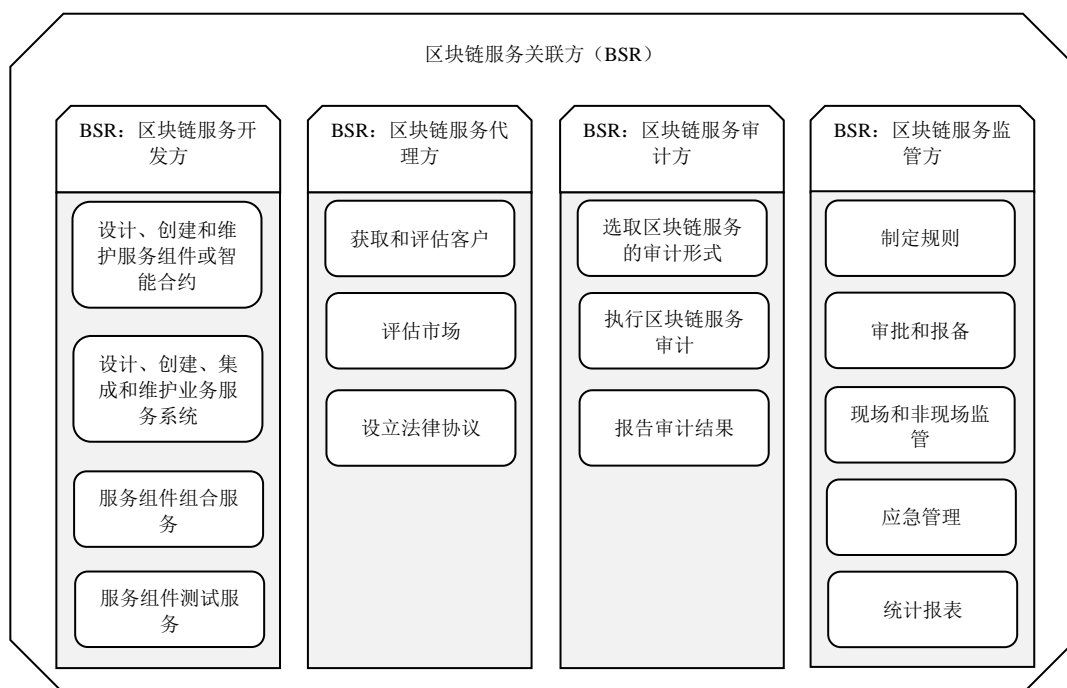 区块链服务关联方（BSR）
BSR：区块链服务开
发方
设计、创建和维
护服务组件或智
能合约
设计、创建、集
成和维护业务服
务系统
服务组件组合服
务
服务组件测试服
务
BSR：区块链服务代
理方
获取和评估客户
评估市场
设立法律协议
BSR：区块链服务审
计方
选取区块链服务
的审计形式
执行区块链服务
审计
报告审计结果
BSR：区块链服务监
管方
制定规则
审批和报备
现场和非现场监
管
应急管理
统计报表